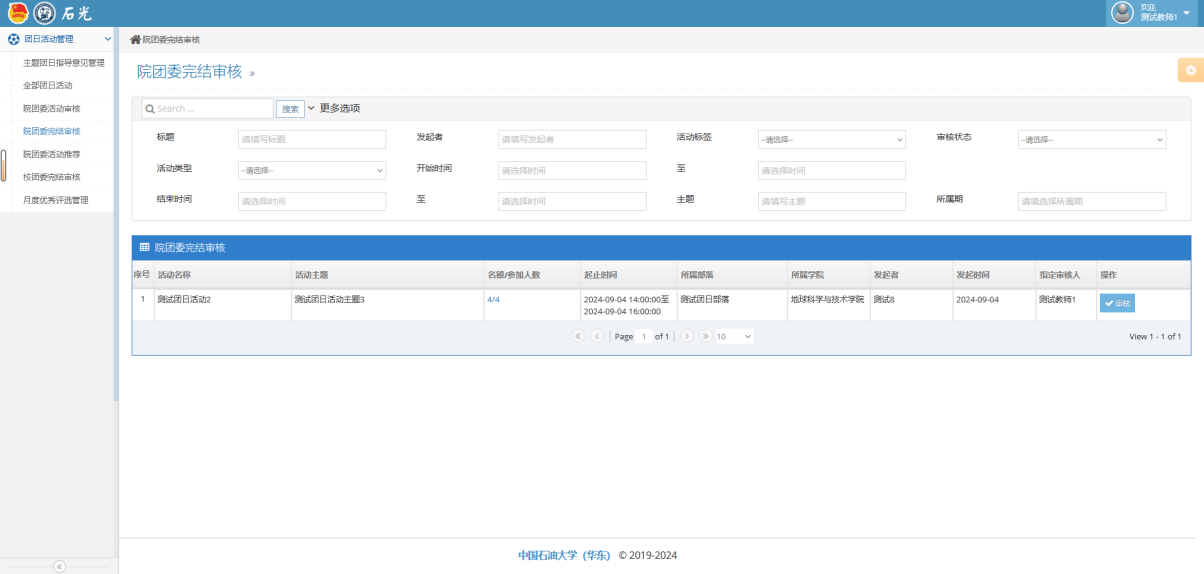 石光
欢迎,
测试教师1
团日活动管理
主题团日指导意见管理
全部团日活动
院团委活动审核
院团委完结审核
院团委活动推荐
校团委完结审核
月度优秀评选管理
院团委完结审核
院团委完结审核 »
Search ... 搜索 更多选项
标题 请填写标题 发起者 请填写发起者 活动标签 --请选择-- 审核状态 --请选择--
活动类型 --请选择-- 开始时间 请选择时间 至 请选择时间
结束时间 请选择时间 至 请选择时间 主题 请填写主题 所属期 请填选择所属期
院团委完结审核
序号 活动名称 活动主题 名额/参加人数 起止时间 所属部落 所属学院 发起者 发起时间 指定审核人 操作
1 测试团日活动2 测试团日活动主题3 4/4 2024-09-04 14:00:00至 测试团日部落 地球科学与技术学院 测试8 2024-09-04 测试教师1 审核
2024-09-04 16:00:00
Page 1 of 1 10 View 1 - 1 of 1
中国石油大学（华东） © 2019-2024